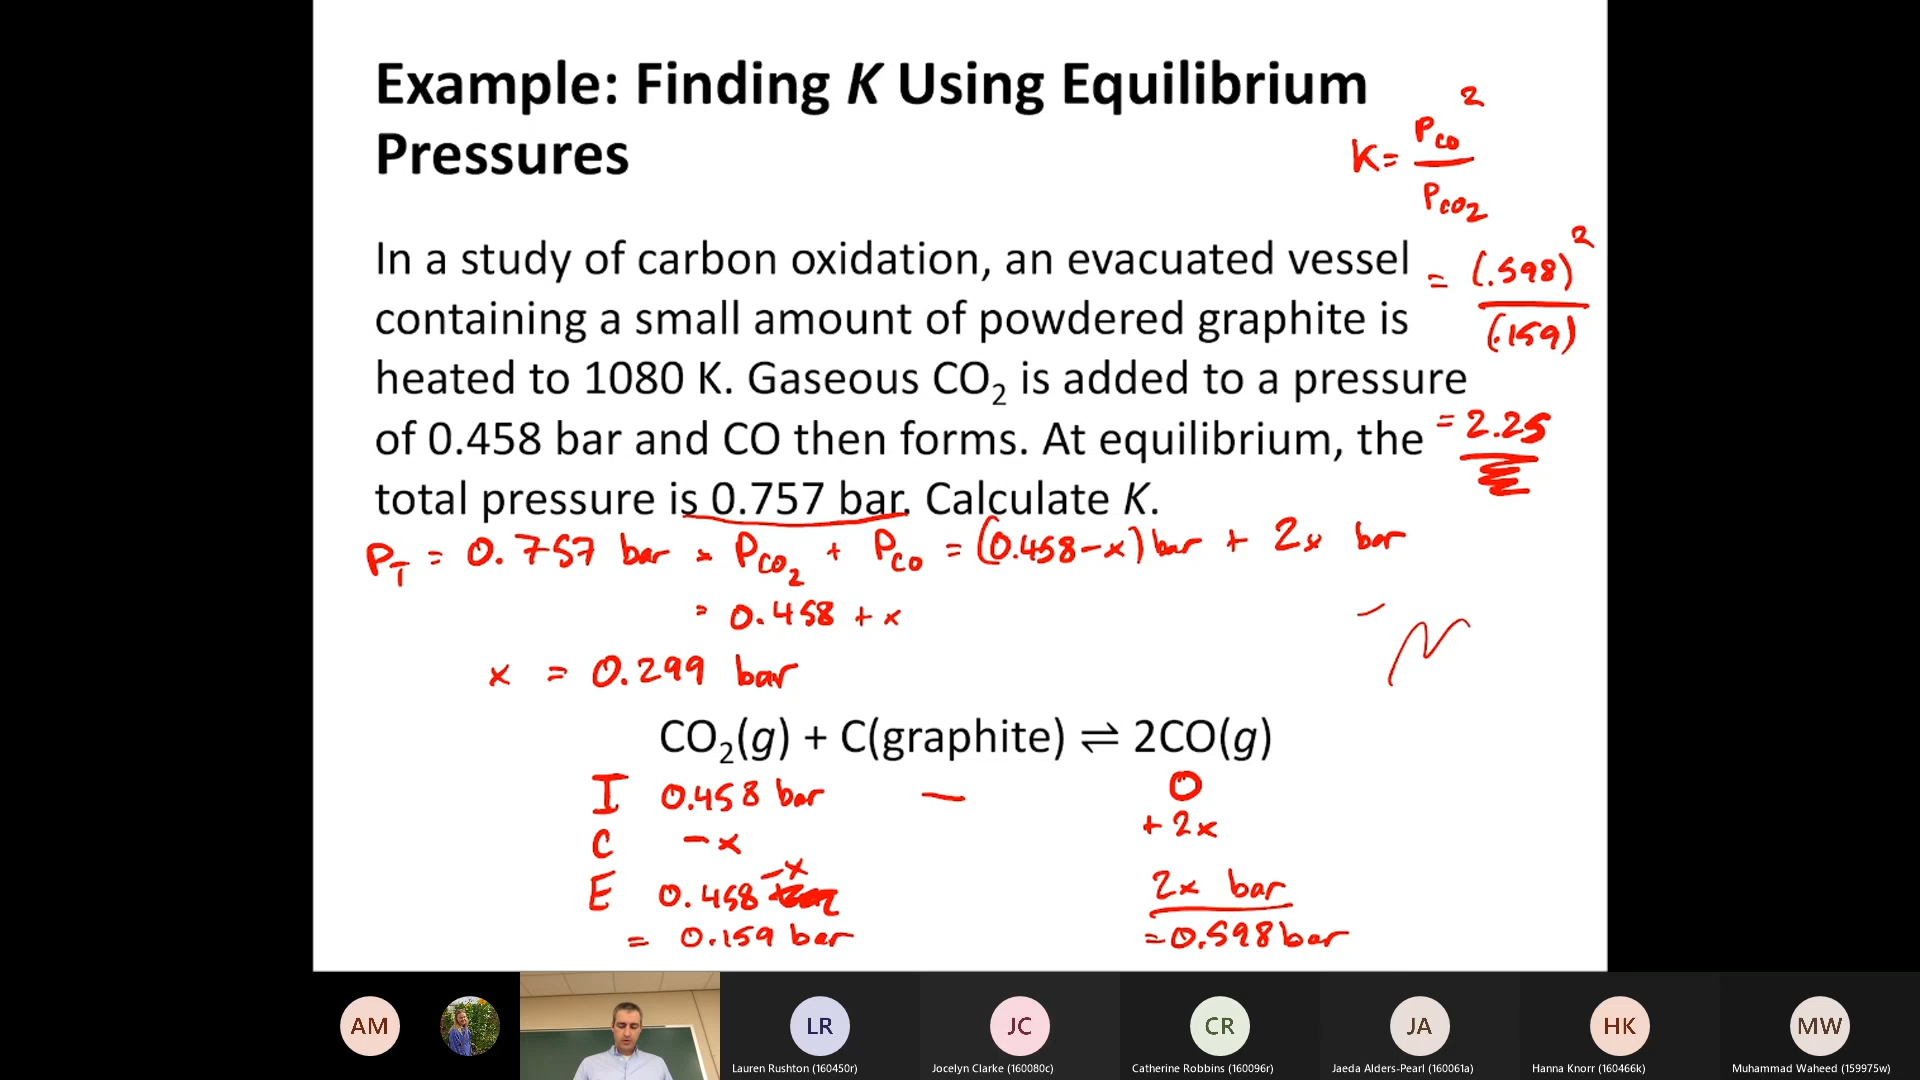 Example: Finding K Using Equilibrium
Pressures
K = P_CO^2 / P_CO2
In a study of carbon oxidation, an evacuated vessel
= (.598)^2 / (.159)
containing a small amount of powdered graphite is
heated to 1080 K. Gaseous CO2 is added to a pressure
of 0.458 bar and CO then forms. At equilibrium, the
= 2.25
total pressure is 0.757 bar. Calculate K.
P_T = 0.757 bar = P_CO2 + P_CO = (0.458-x) bar + 2x bar
= 0.458 + x
x = 0.299 bar
CO2(g) + C(graphite) ⇌ 2CO(g)
I 0.458 bar — 0
C -x +2x
E 0.458 -x 2x bar
= 0.159 bar =0.598 bar
AM LR JC CR JA HK MW
Lauren Rushton (160450r) Jocelyn Clarke (160080c) Catherine Robbins (160096r) Jaeda Alders-Pearl (160061a) Hanna Knorr (160466k) Muhammad Waheed (159975w)